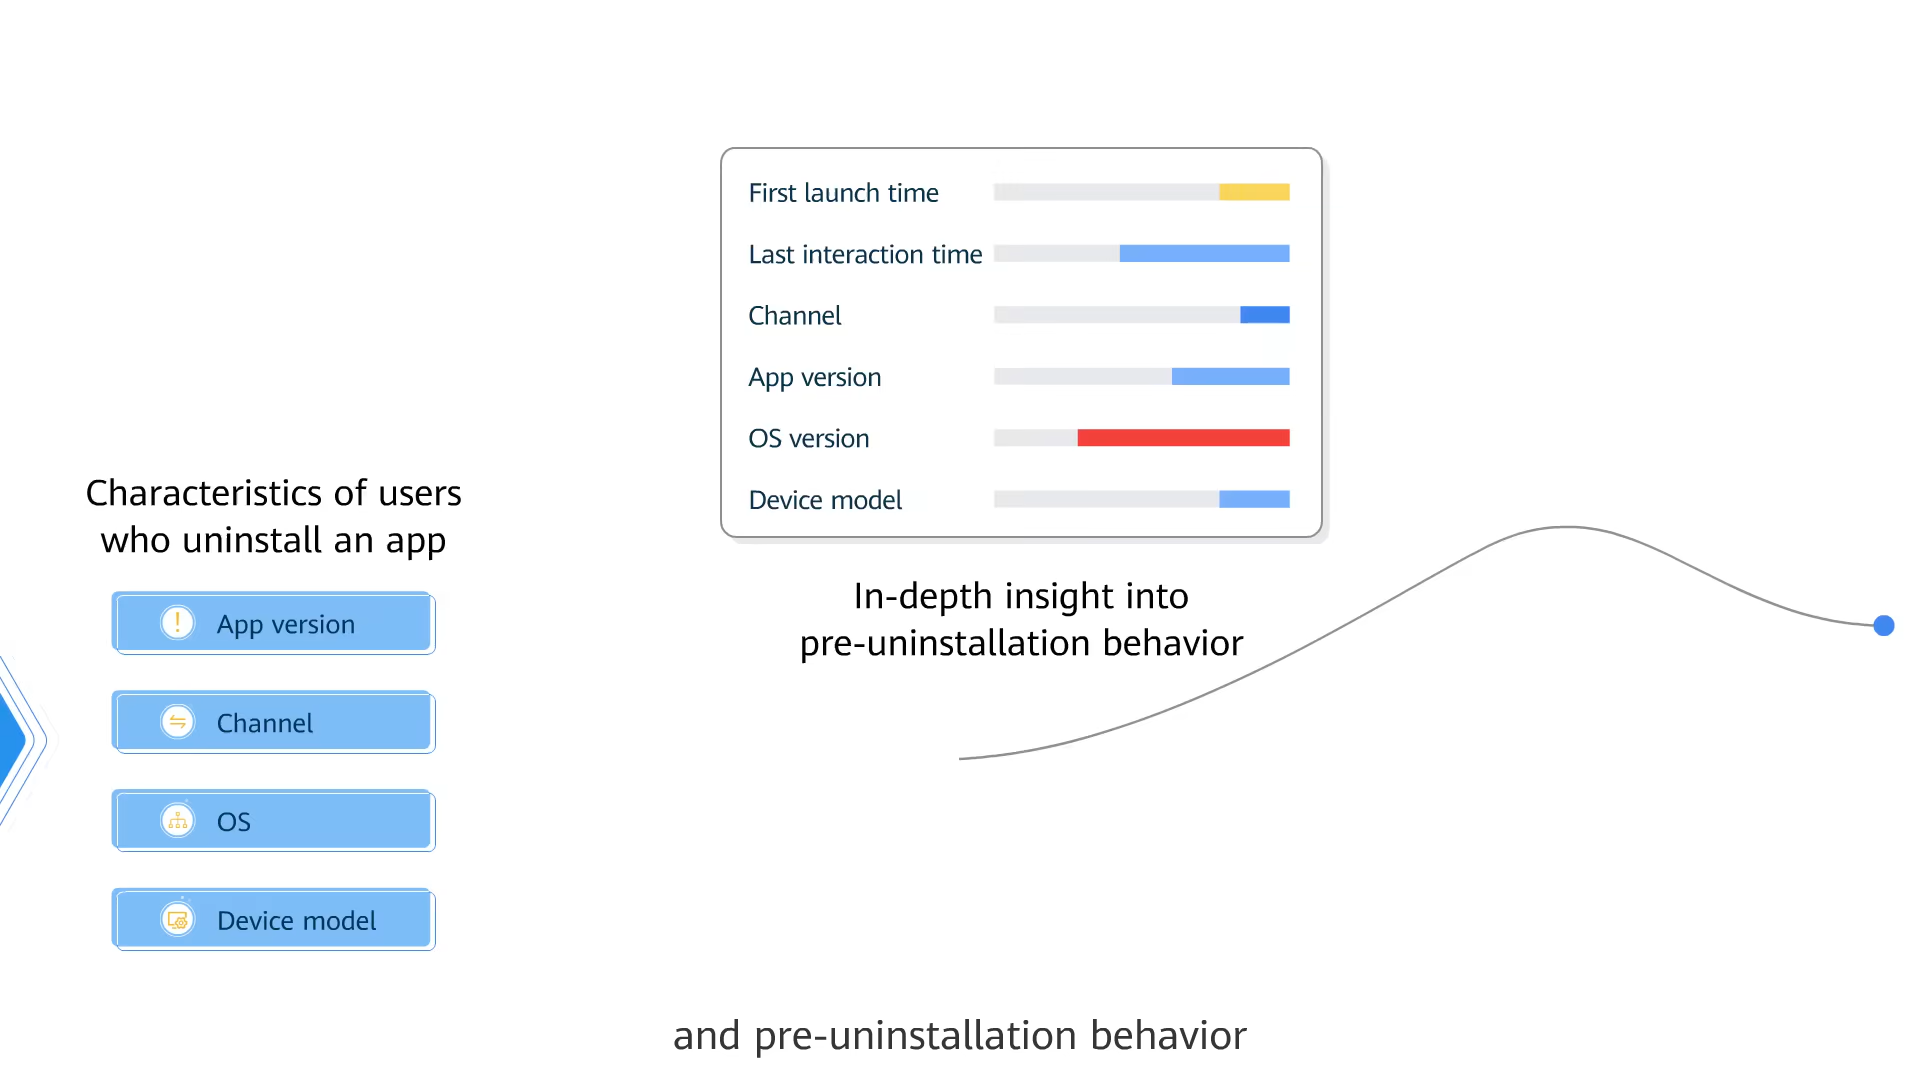 Characteristics of users
who uninstall an app
App version
Channel
OS
Device model
First launch time
Last interaction time
Channel
App version
OS version
Device model
In-depth insight into
pre-uninstallation behavior
and pre-uninstallation behavior